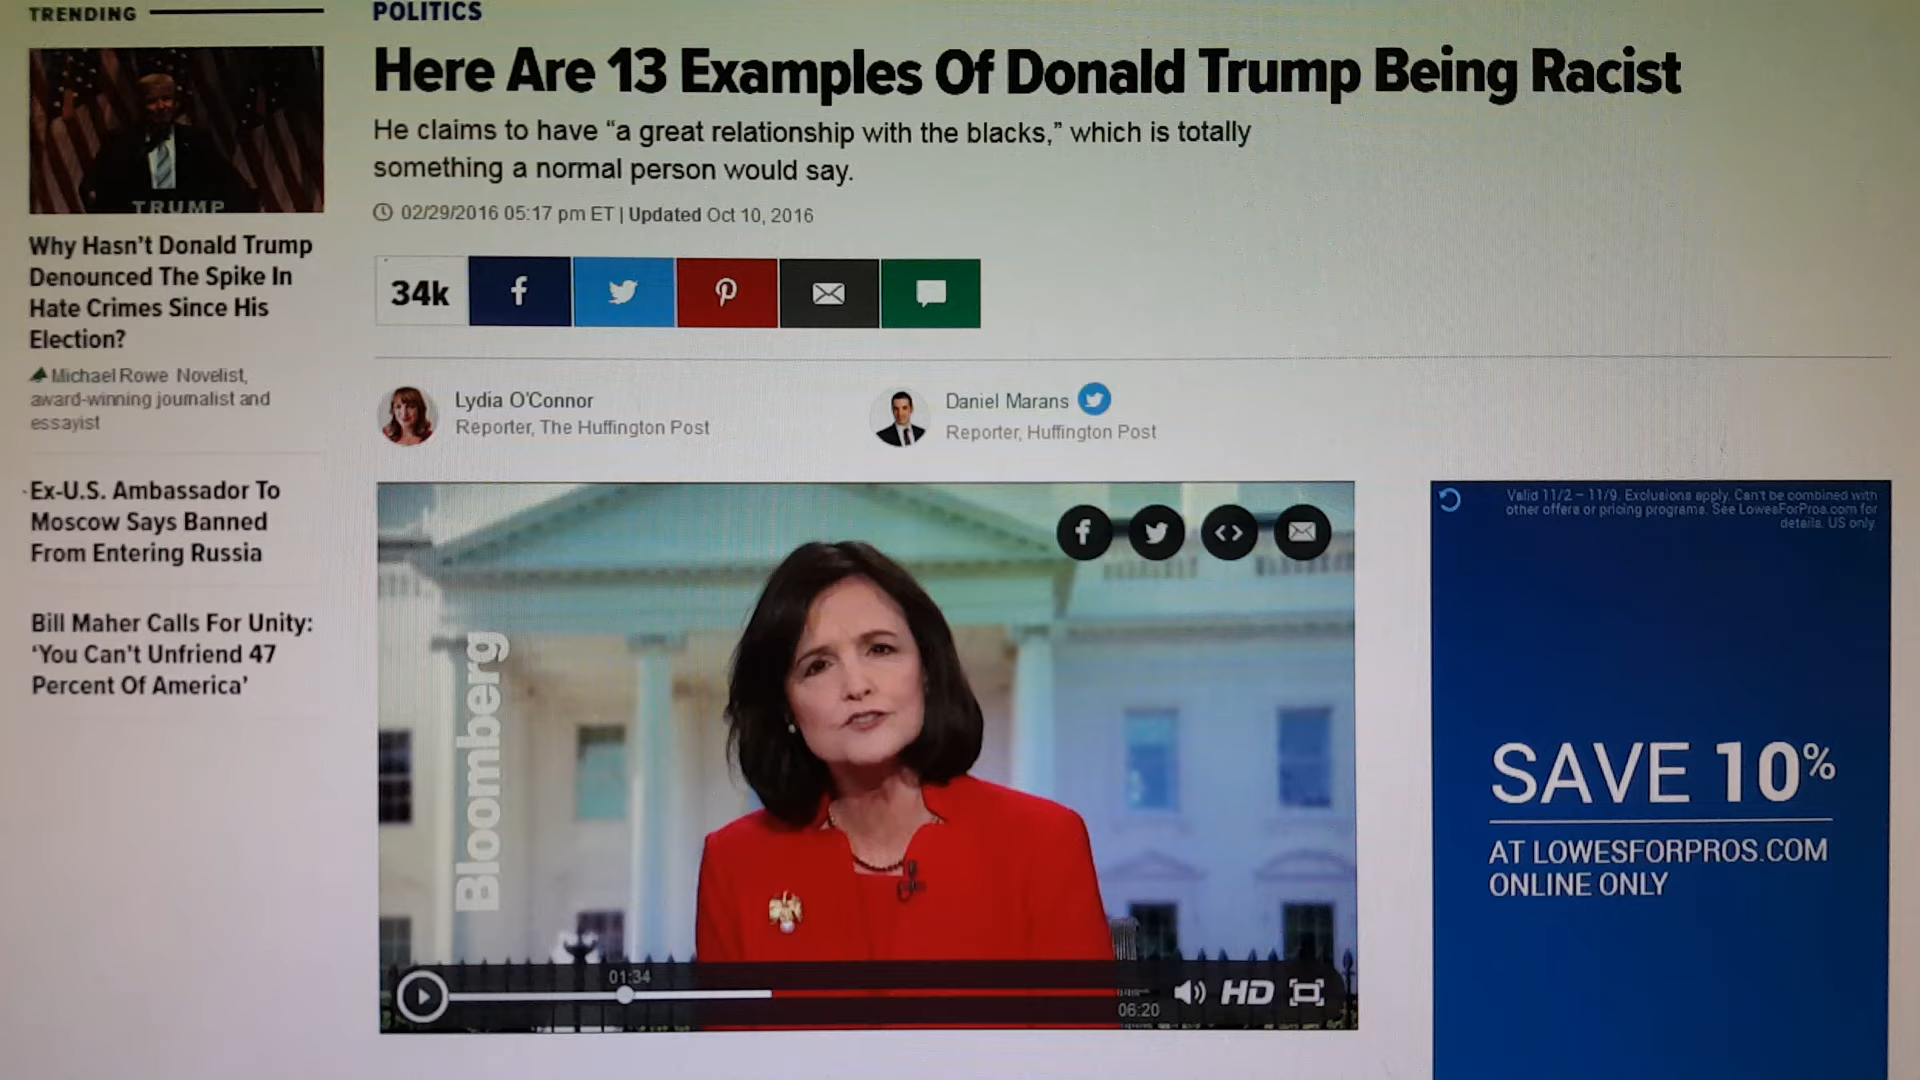 TRENDING
TRUMP
Why Hasn't Donald Trump
Denounced The Spike In
Hate Crimes Since His
Election?
Michael Rowe Novelist,
award-winning journalist and
essayist
Ex-U.S. Ambassador To
Moscow Says Banned
From Entering Russia
Bill Maher Calls For Unity:
‘You Can't Unfriend 47
Percent Of America’
POLITICS
Here Are 13 Examples Of Donald Trump Being Racist
He claims to have “a great relationship with the blacks,” which is totally
something a normal person would say.
02/29/2016 05:17 pm ET | Updated Oct 10, 2016
34k
Lydia O'Connor
Reporter, The Huffington Post
Daniel Marans
Reporter, Huffington Post
Bloomberg
01:34
06:20
HD
Valid 11/2 – 11/9. Exclusions apply. Can't be combined with
other offers or pricing programs. See LowesForPros.com for
details. US only.
SAVE 10%
AT LOWESFORPROS.COM
ONLINE ONLY